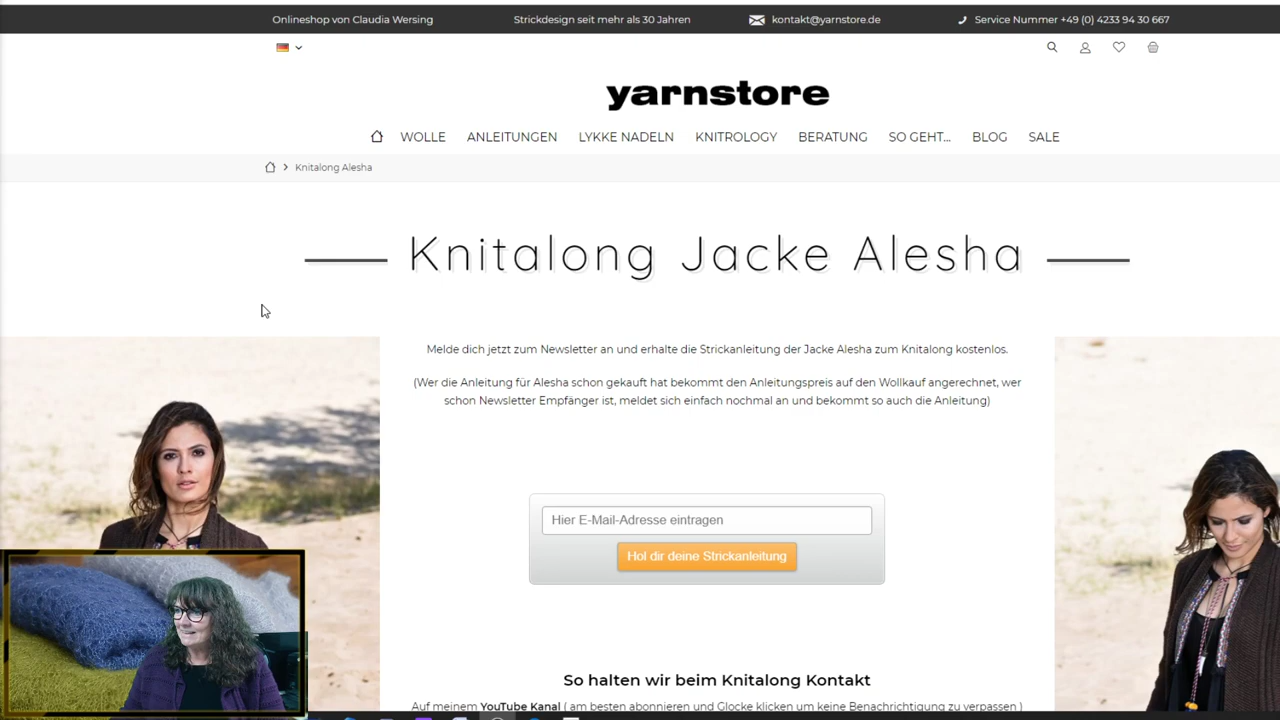 Onlineshop von Claudia Wersing
Strickdesign seit mehr als 30 Jahren
kontakt@yarnstore.de
Service Nummer +49 (0) 4233 94 30 667
yarnstore
WOLLE ANLEITUNGEN LYKKE NADELN KNITROLOGY BERATUNG SO GEHT... BLOG SALE
Knitalong Alesha
Knitalong Jacke Alesha
Melde dich jetzt zum Newsletter an und erhalte die Strickanleitung der Jacke Alesha zum Knitalong kostenlos.
(Wer die Anleitung für Alesha schon gekauft hat bekommt den Anleitungspreis auf den Wollkauf angerechnet, wer
schon Newsletter Empfänger ist, meldet sich einfach nochmal an und bekommt so auch die Anleitung)
Hier E-Mail-Adresse eintragen
Hol dir deine Strickanleitung
So halten wir beim Knitalong Kontakt
Auf meinem YouTube Kanal ( am besten abonnieren und Glocke klicken um keine Benachrichtigung zu verpassen )